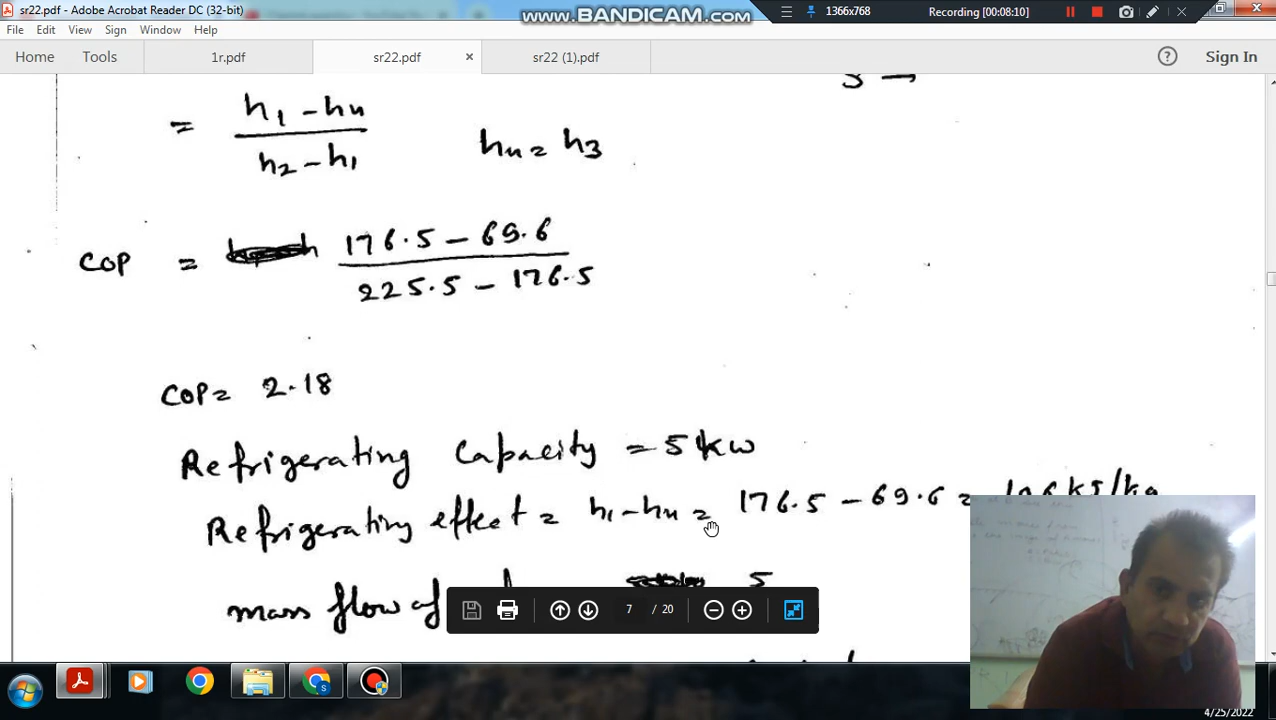 sr22.pdf - Adobe Acrobat Reader DC (32-bit)
www.BANDICAM.com
1366x768
Recording [00:08:10]
File Edit View Sign Window Help
Home Tools 1r.pdf sr22.pdf × sr22 (1).pdf Sign In
= h1 - h4
h2 - h1
h4 = h3
COP = 176.5 - 69.6
225.5 - 176.5
COP = 2.18
Refrigerating Capacity = 5 kw
Refrigerating effect = h1 - h4 = 176.5 - 69.6 =
mass flow of
5
7 / 20
4/25/2022